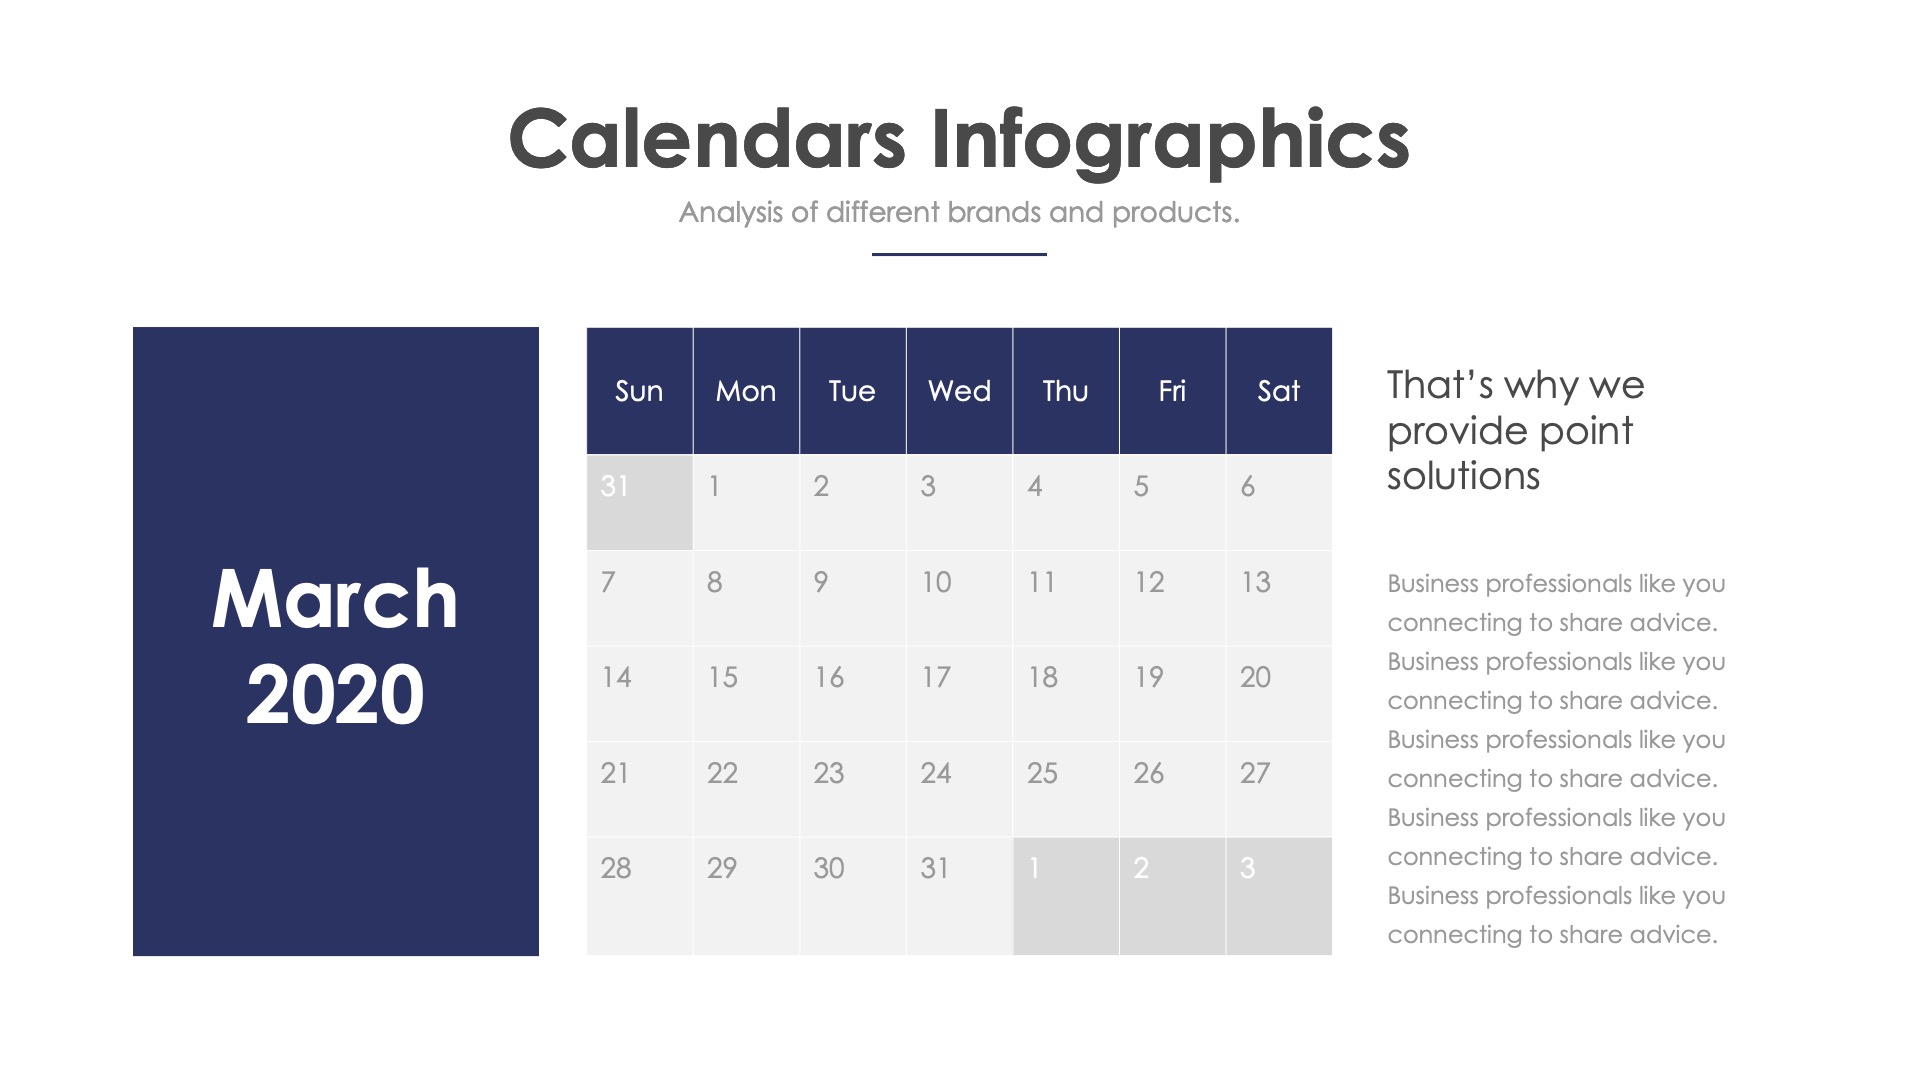 Calendars Infographics
Analysis of different brands and products.
March
2020
Sun Mon Tue Wed Thu Fri Sat
31 1 2 3 4 5 6
7 8 9 10 11 12 13
14 15 16 17 18 19 20
21 22 23 24 25 26 27
28 29 30 31 1 2 3
That’s why we
provide point
solutions
Business professionals like you
connecting to share advice.
Business professionals like you
connecting to share advice.
Business professionals like you
connecting to share advice.
Business professionals like you
connecting to share advice.
Business professionals like you
connecting to share advice.